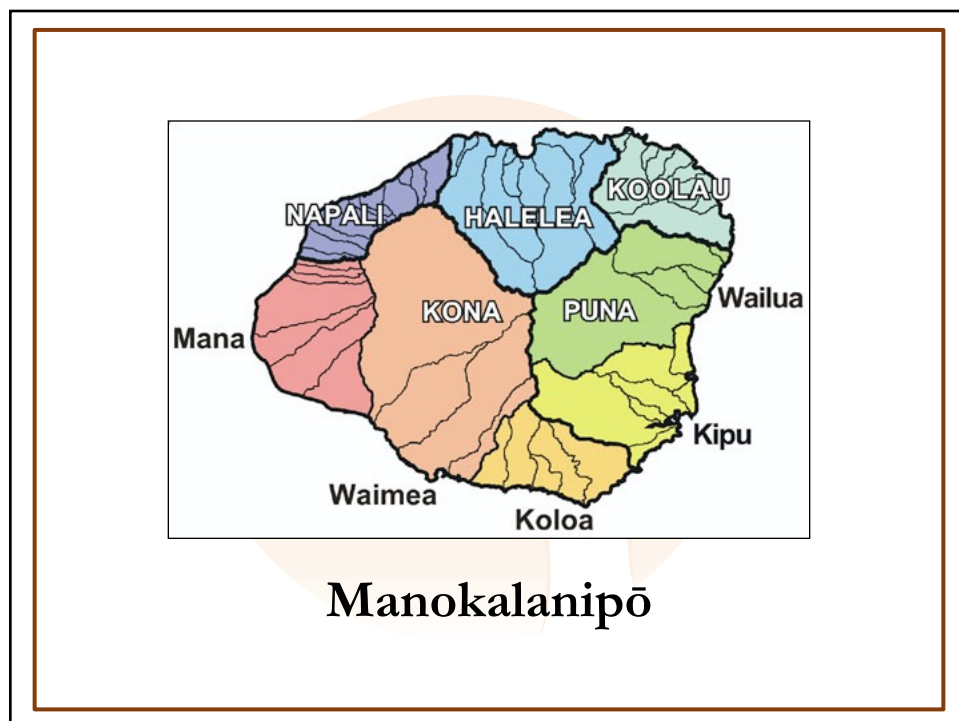 NAPALI
HALELEA
KOOLAU
KONA
PUNA
Wailua
Mana
Kipu
Waimea
Koloa
Manokalanipō